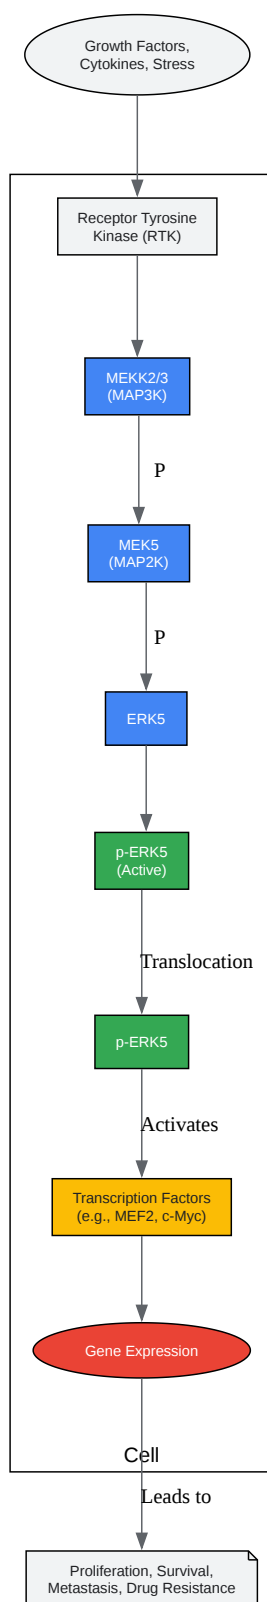 Growth Factors,
Cytokines, Stress
Receptor Tyrosine
Kinase (RTK)
MEKK2/3
(MAP3K)
P
MEK5
(MAP2K)
P
ERK5
p-ERK5
(Active)
Translocation
p-ERK5
Activates
Transcription Factors
(e.g., MEF2, c-Myc)
Gene Expression
Cell
Leads to
Proliferation, Survival,
Metastasis, Drug Resistance